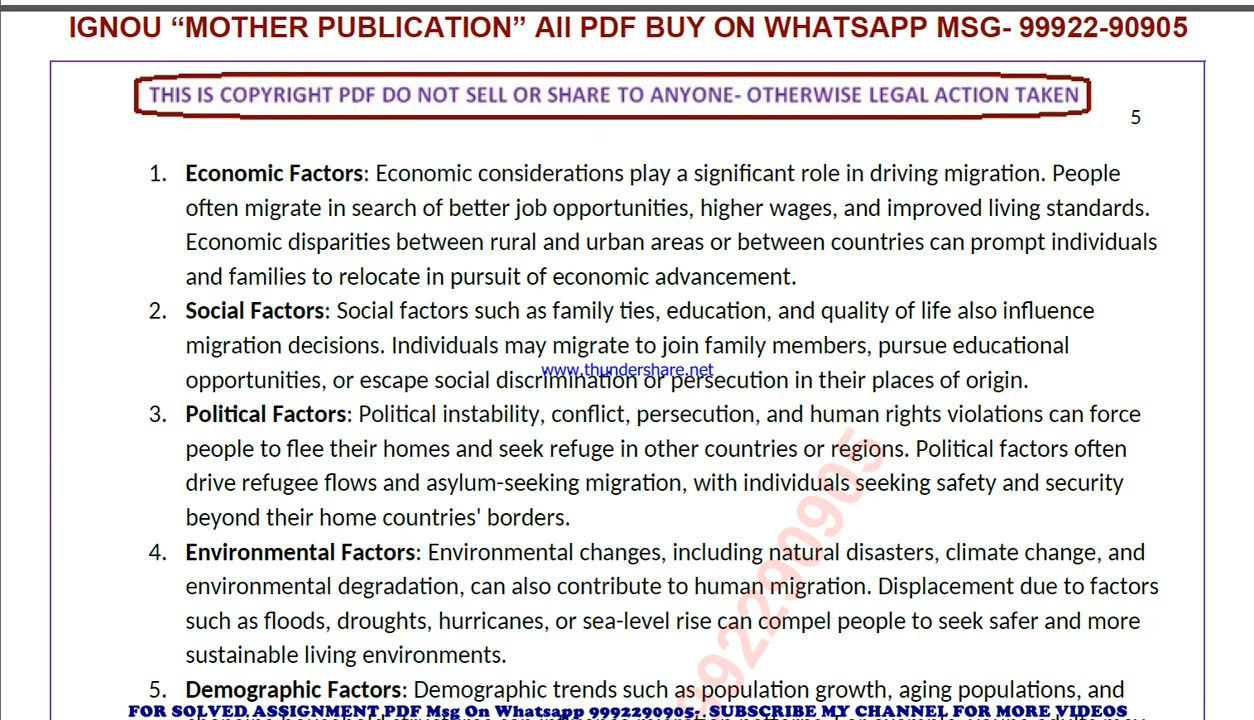 IGNOU “MOTHER PUBLICATION” All PDF BUY ON WHATSAPP MSG- 99922-90905
THIS IS COPYRIGHT PDF DO NOT SELL OR SHARE TO ANYONE- OTHERWISE LEGAL ACTION TAKEN
5
1. Economic Factors: Economic considerations play a significant role in driving migration. People
often migrate in search of better job opportunities, higher wages, and improved living standards.
Economic disparities between rural and urban areas or between countries can prompt individuals
and families to relocate in pursuit of economic advancement.
2. Social Factors: Social factors such as family ties, education, and quality of life also influence
migration decisions. Individuals may migrate to join family members, pursue educational
www.thundershare.net
opportunities, or escape social discrimination or persecution in their places of origin.
3. Political Factors: Political instability, conflict, persecution, and human rights violations can force
people to flee their homes and seek refuge in other countries or regions. Political factors often
drive refugee flows and asylum-seeking migration, with individuals seeking safety and security
beyond their home countries' borders.
4. Environmental Factors: Environmental changes, including natural disasters, climate change, and
environmental degradation, can also contribute to human migration. Displacement due to factors
such as floods, droughts, hurricanes, or sea-level rise can compel people to seek safer and more
sustainable living environments.
5. Demographic Factors: Demographic trends such as population growth, aging populations, and
FOR SOLVED ASSIGNMENT PDF Msg On Whatsapp 9992290905-, SUBSCRIBE MY CHANNEL FOR MORE VIDEOS
992290905